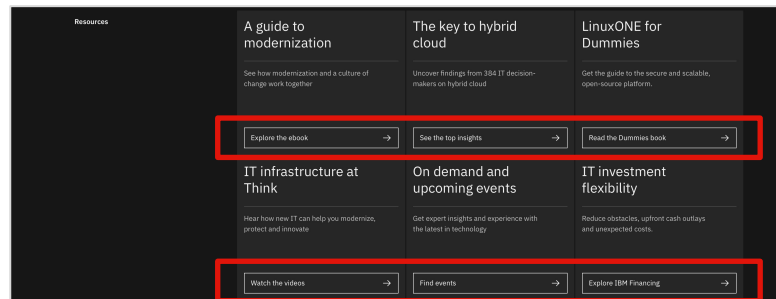 Resources
A guide to
modernization
See how modernization and a culture of
change work together
Explore the ebook
The key to hybrid
cloud
Uncover findings from 384 IT decision-
makers on hybrid cloud
See the top insights
LinuxONE for
Dummies
Get the guide to the secure and scalable,
open-source platform.
Read the Dummies book
IT infrastructure at
Think
Hear how new IT can help you modernize,
protect and innovate
Watch the videos
On demand and
upcoming events
Get expert insights and experience with
the latest in technology
Find events
IT investment
flexibility
Reduce obstacles, upfront cash outlays
and unexpected costs.
Explore IBM Financing